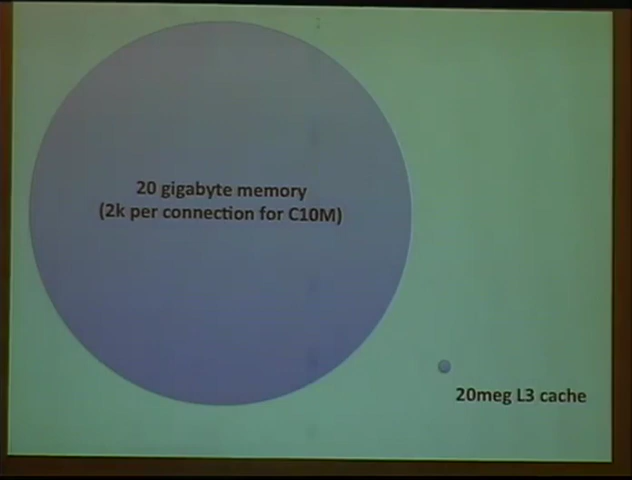 20 gigabyte memory
(2k per connection for C10M)
20meg L3 cache